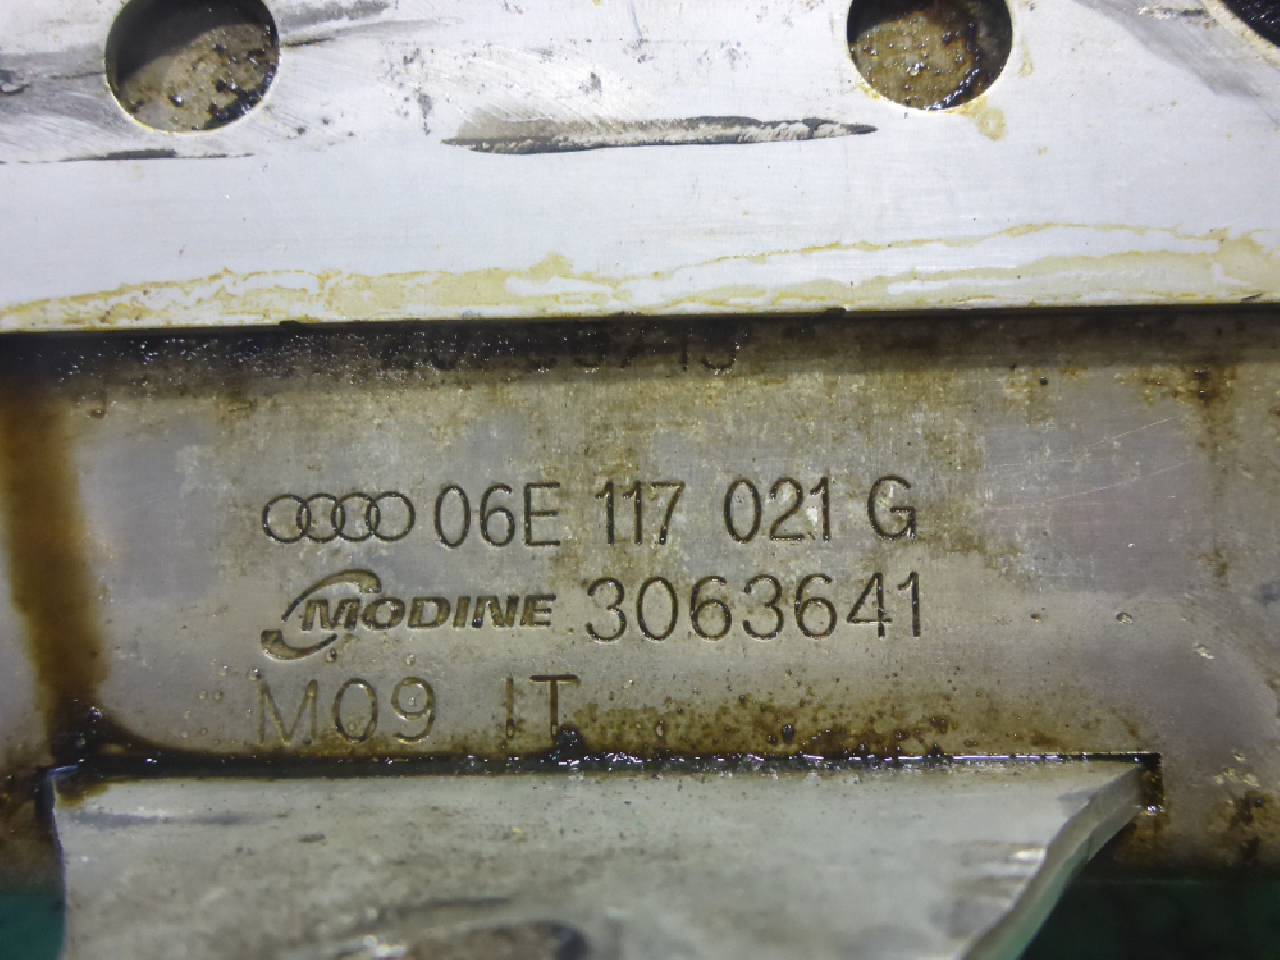 06E 117 021 G
MODINE 3063641
M09 IT